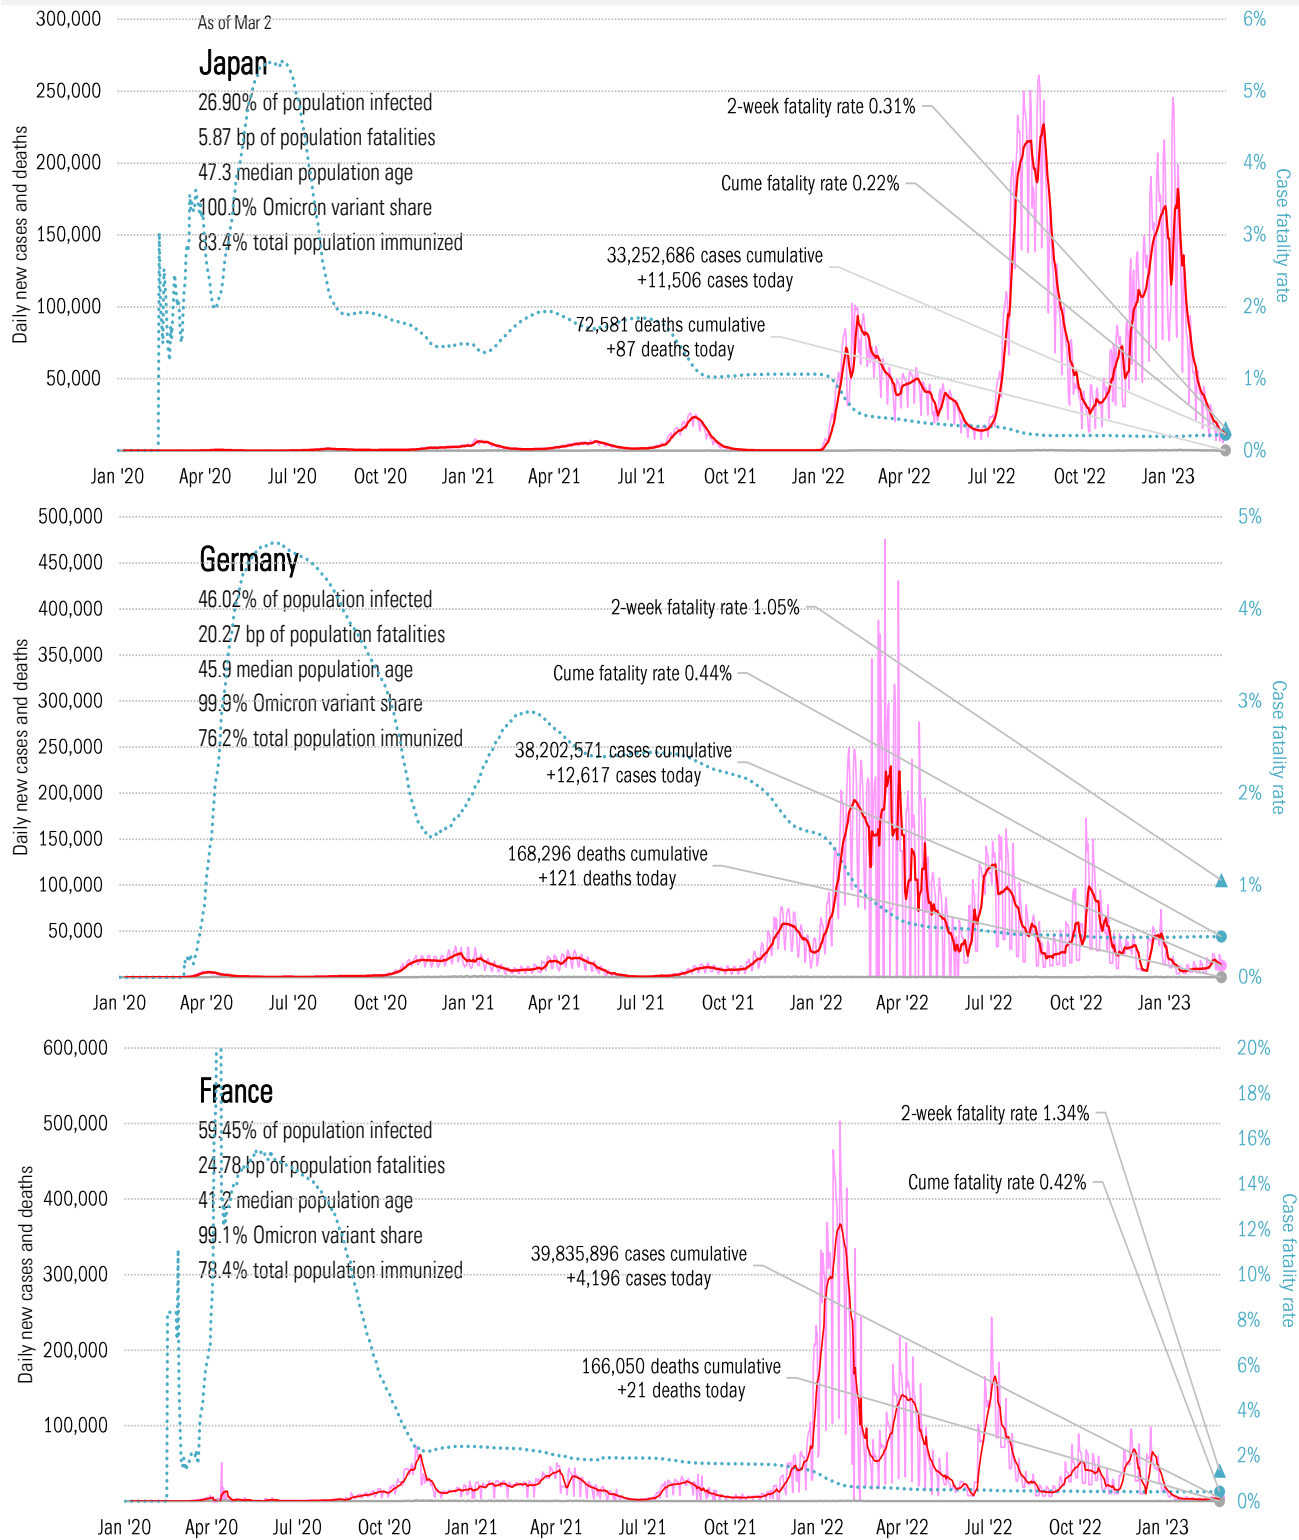 As of Mar 2
Japan
26.90% of population infected
5.87 bp of population fatalities
47.3 median population age
100.0% Omicron variant share
83.4% total population immunized
2-week fatality rate 0.31%
Cume fatality rate 0.22%
33,252,686 cases cumulative
+11,506 cases today
72,581 deaths cumulative
+87 deaths today
Daily new cases and deaths
300,000
250,000
200,000
150,000
100,000
50,000
6%
5%
4%
3%
2%
1%
0%
Case fatality rate
Jan '20 Apr '20 Jul '20 Oct '20 Jan '21 Apr '21 Jul '21 Oct '21 Jan '22 Apr '22 Jul '22 Oct '22 Jan '23
Germany
46.02% of population infected
20.27 bp of population fatalities
45.9 median population age
99.9% Omicron variant share
76.2% total population immunized
2-week fatality rate 1.05%
Cume fatality rate 0.44%
38,202,571 cases cumulative
+12,617 cases today
168,296 deaths cumulative
+121 deaths today
Daily new cases and deaths
500,000
450,000
400,000
350,000
300,000
250,000
200,000
150,000
100,000
50,000
5%
4%
3%
2%
1%
0%
Case fatality rate
Jan '20 Apr '20 Jul '20 Oct '20 Jan '21 Apr '21 Jul '21 Oct '21 Jan '22 Apr '22 Jul '22 Oct '22 Jan '23
France
59.45% of population infected
24.78 bp of population fatalities
41.2 median population age
99.1% Omicron variant share
78.4% total population immunized
2-week fatality rate 1.34%
Cume fatality rate 0.42%
39,835,896 cases cumulative
+4,196 cases today
166,050 deaths cumulative
+21 deaths today
Daily new cases and deaths
600,000
500,000
400,000
300,000
200,000
100,000
20%
18%
16%
14%
12%
10%
8%
6%
4%
2%
0%
Case fatality rate
Jan '20 Apr '20 Jul '20 Oct '20 Jan '21 Apr '21 Jul '21 Oct '21 Jan '22 Apr '22 Jul '22 Oct '22 Jan '23